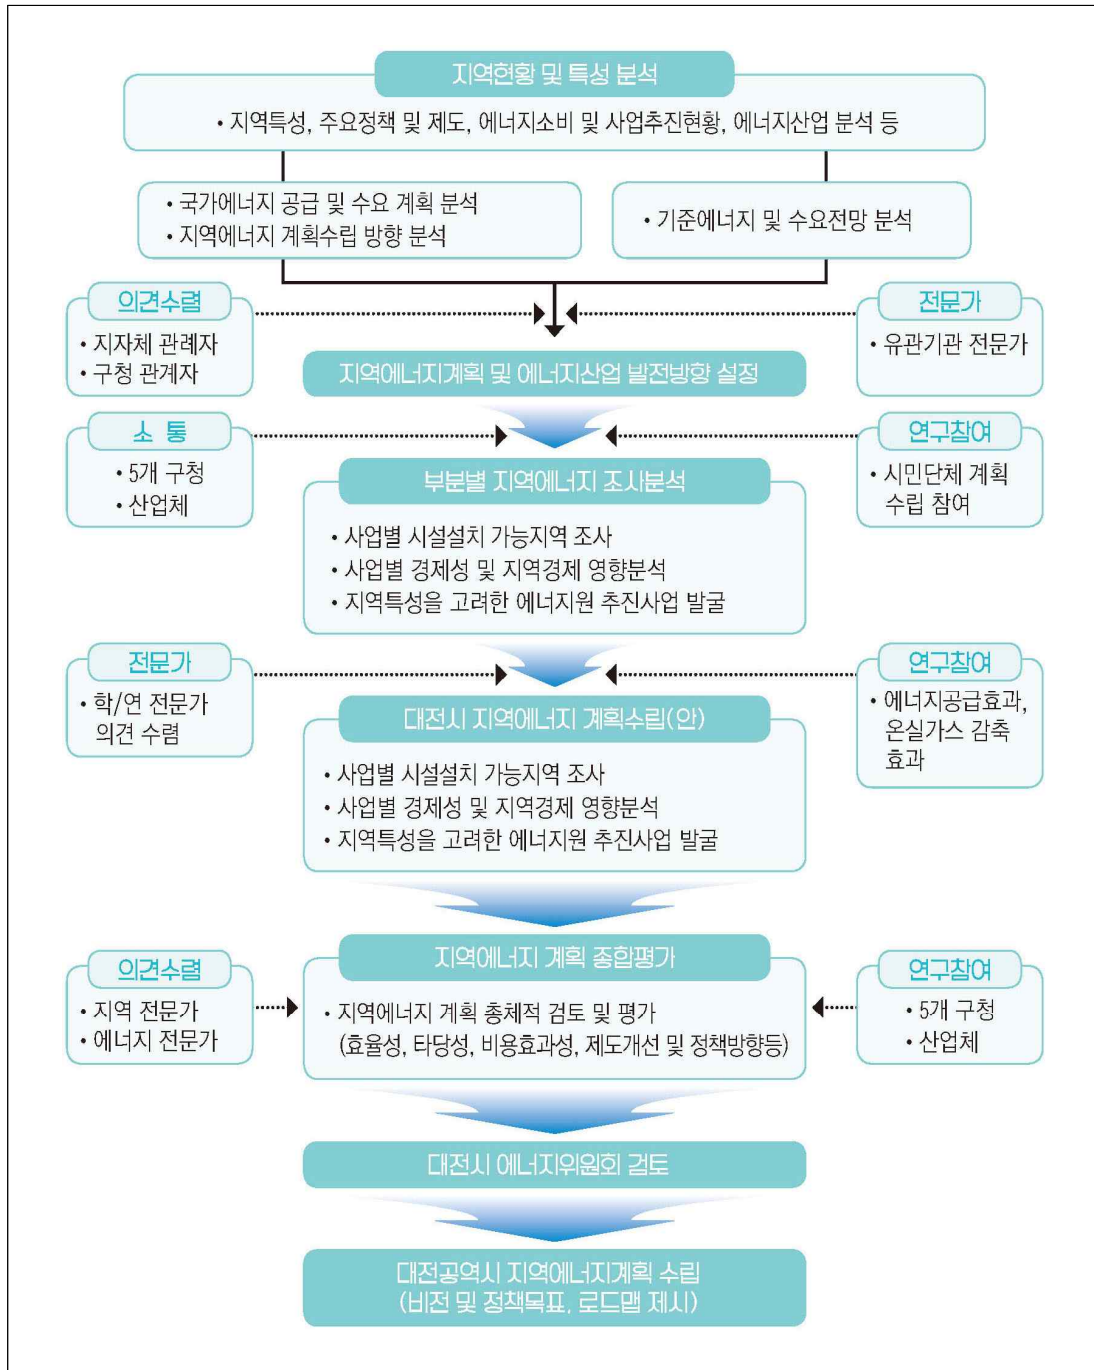 지역현황 및 특성 분석
• 지역특성, 주요정책 및 제도, 에너지소비 및 사업추진현황, 에너지산업 분석 등
• 국가에너지 공급 및 수요 계획 분석
• 지역에너지 계획수립 방향 분석
• 기준에너지 및 수요전망 분석
의견수렴
• 지자체 관례자
• 구청 관계자
전문가
• 유관기관 전문가
지역에너지계획 및 에너지산업 발전방향 설정
소 통
• 5개 구청
• 산업체
연구참여
• 시민단체 계획
수립 참여
부분별 지역에너지 조사분석
• 사업별 시설설치 가능지역 조사
• 사업별 경제성 및 지역경제 영향분석
• 지역특성을 고려한 에너지원 추진사업 발굴
전문가
• 학/연 전문가
의견 수렴
연구참여
• 에너지공급효과,
온실가스 감축
효과
대전시 지역에너지 계획수립(안)
• 사업별 시설설치 가능지역 조사
• 사업별 경제성 및 지역경제 영향분석
• 지역특성을 고려한 에너지원 추진사업 발굴
의견수렴
• 지역 전문가
• 에너지 전문가
지역에너지 계획 종합평가
• 지역에너지 계획 총체적 검토 및 평가
(효율성, 타당성, 비용효과성, 제도개선 및 정책방향등)
연구참여
• 5개 구청
• 산업체
대전시 에너지위원회 검토
대전공역시 지역에너지계획 수립
(비전 및 정책목표, 로드맵 제시)